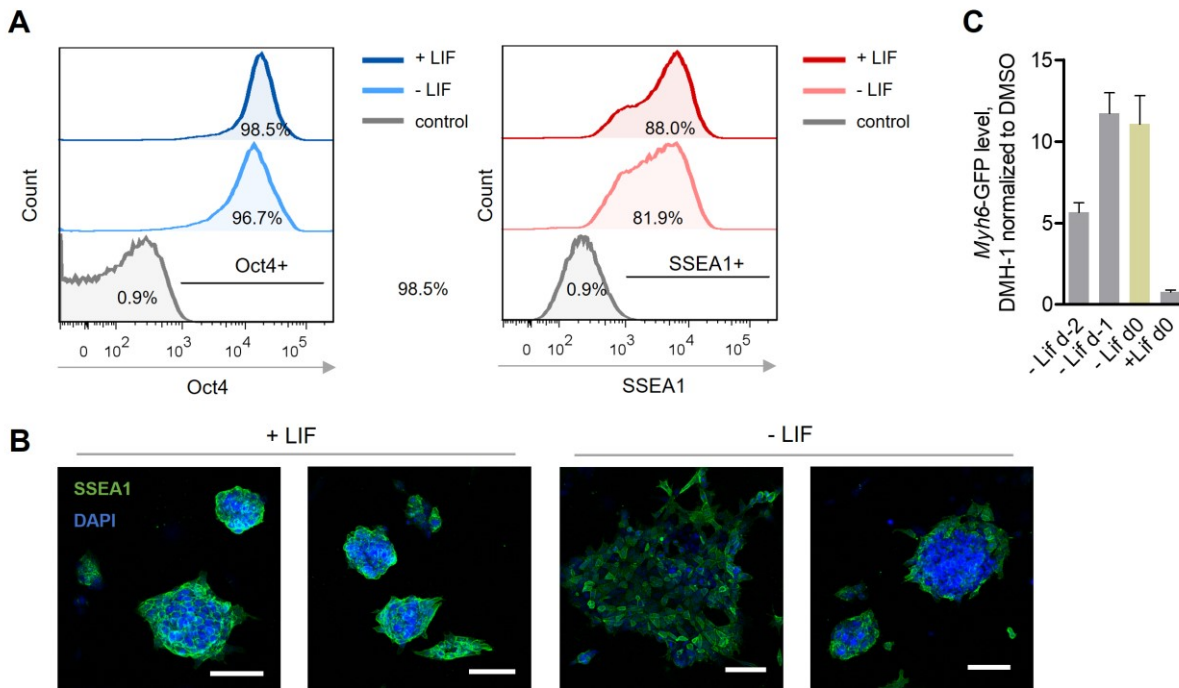 A
+ LIF
- LIF
control
98.5%
96.7%
Oct4+
0.9%
Count
0 10² 10³ 10⁴ 10⁵
Oct4
98.5%
+ LIF
- LIF
control
88.0%
81.9%
SSEA1+
0.9%
Count
0 10² 10³ 10⁴ 10⁵
SSEA1
C
Myh6-GFP level,
DMH-1 normalized to DMSO
15
10
5
0
- Lif d-2
- Lif d-1
- Lif d0
+Lif d0
B
+ LIF
- LIF
SSEA1
DAPI